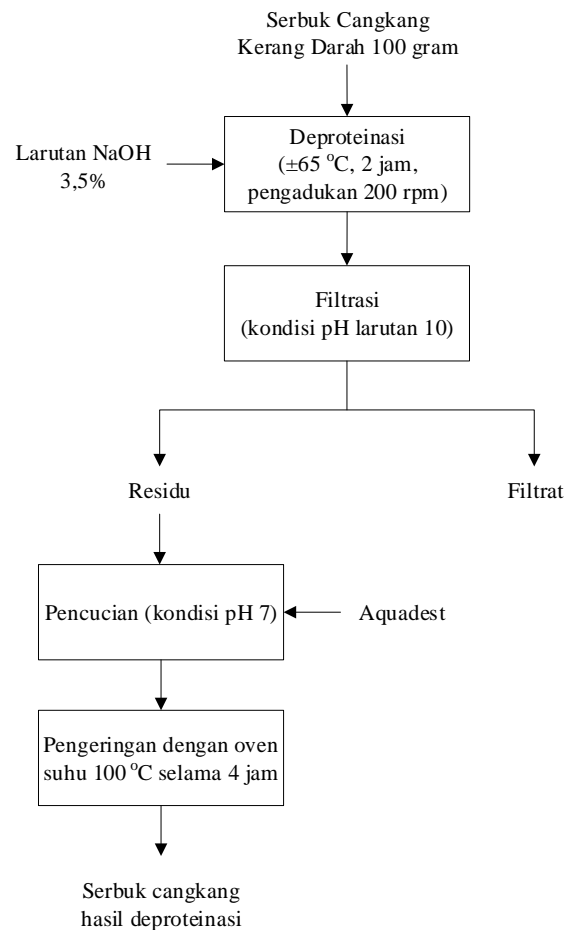 Serbuk Cangkang
Kerang Darah 100 gram
Larutan NaOH
3,5%
Deproteinasi
(±65 °C, 2 jam,
pengadukan 200 rpm)
Filtrasi
(kondisi pH larutan 10)
Residu
Filtrat
Pencucian (kondisi pH 7)
Aquadest
Pengeringan dengan oven
suhu 100 °C selama 4 jam
Serbuk cangkang
hasil deproteinasi